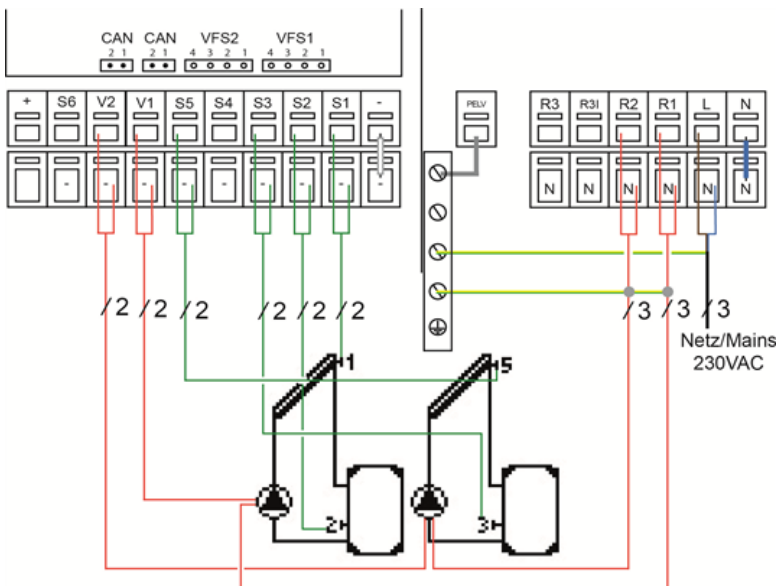 CAN CAN VFS2 VFS1
2 1 2 1 4 3 2 1 4 3 2 1
+ S6 V2 V1 S5 S4 S3 S2 S1 -
PELV
R3 R3I R2 R1 L N
- - - - - - - - -
N N N N N N
/2 /2 /2 /2 /2 /2
/3 /3 /3
Netz/Mains
230VAC
1 5
2 3